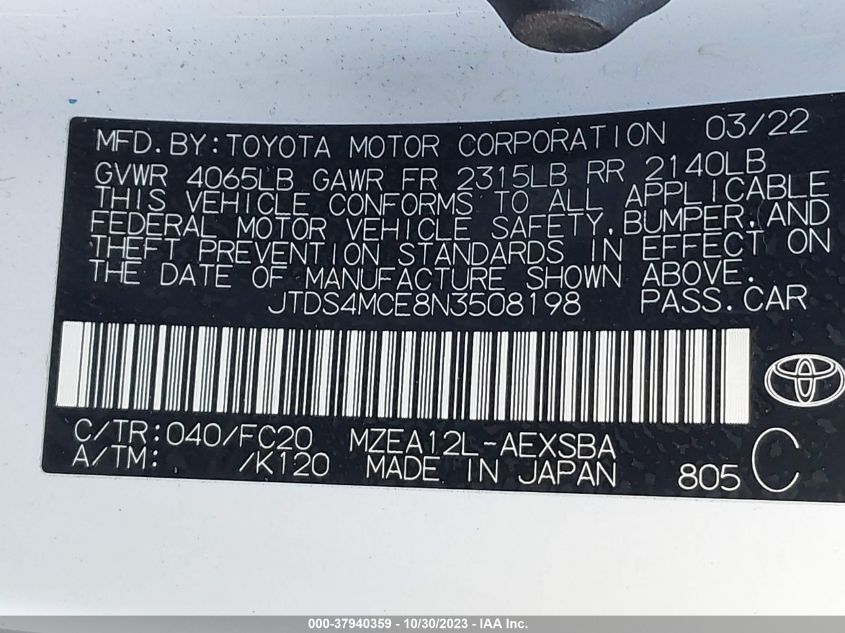 MFD. BY: TOYOTA MOTOR CORPORATION 03/22
GVWR 4065LB GAWR FR 2315LB RR 2140LB
THIS VEHICLE CONFORMS TO ALL APPLICABLE
FEDERAL MOTOR VEHICLE SAFETY, BUMPER, AND
THEFT PREVENTION STANDARDS IN EFFECT ON
THE DATE OF MANUFACTURE SHOWN ABOVE.
JTDS4MCE8N3508198 PASS. CAR
C/TR: 040/FC20 MZEA12L-AEXSBA
A/TM: /K120 MADE IN JAPAN 805 C
000-37940359 - 10/30/2023 - IAA Inc.